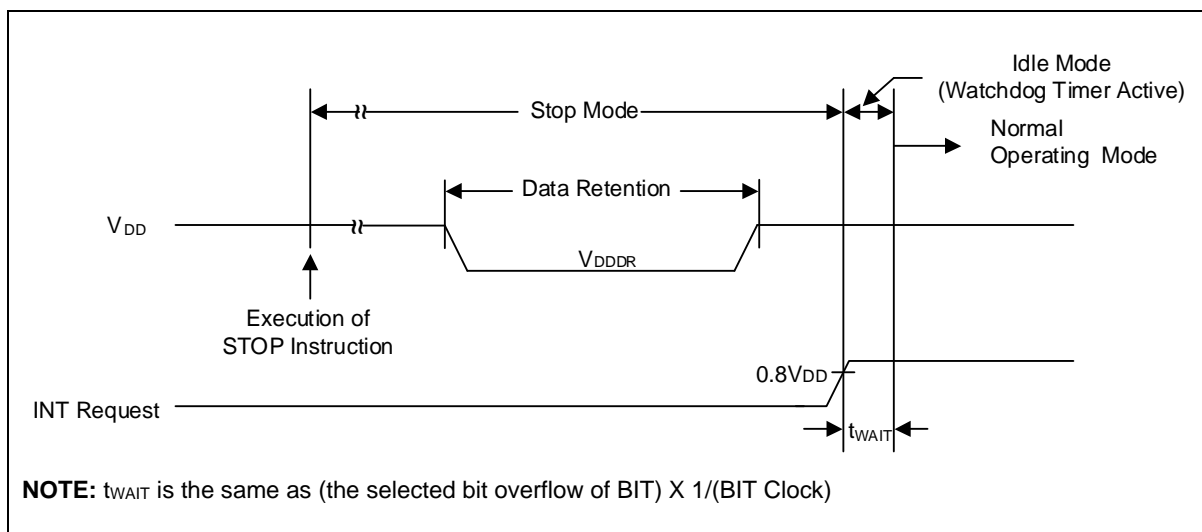 Idle Mode
(Watchdog Timer Active)
Stop Mode
Normal
Operating Mode
Data Retention
VDD
VDDDR
Execution of
STOP Instruction
0.8VDD
INT Request
tWAIT
NOTE: tWAIT is the same as (the selected bit overflow of BIT) X 1/(BIT Clock)